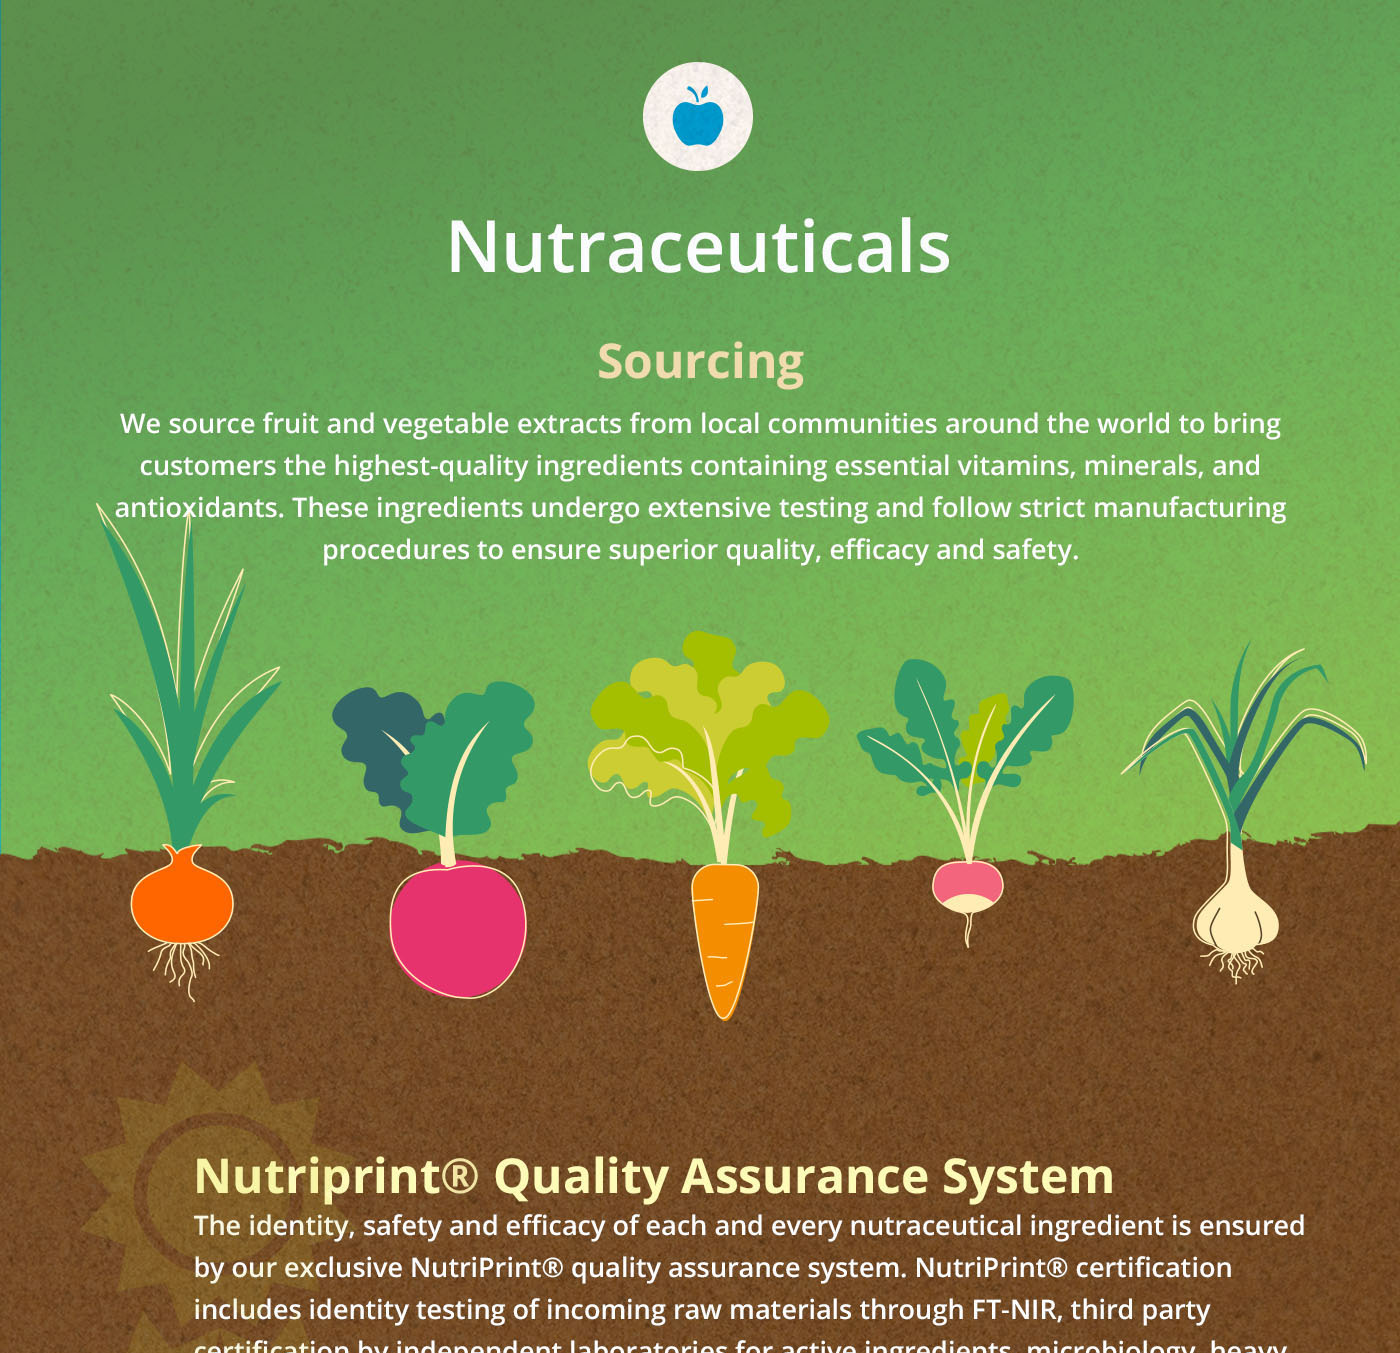 Nutraceuticals
Sourcing
We source fruit and vegetable extracts from local communities around the world to bring
customers the highest-quality ingredients containing essential vitamins, minerals, and
antioxidants. These ingredients undergo extensive testing and follow strict manufacturing
procedures to ensure superior quality, efficacy and safety.
Nutriprint® Quality Assurance System
The identity, safety and efficacy of each and every nutraceutical ingredient is ensured
by our exclusive NutriPrint® quality assurance system. NutriPrint® certification
includes identity testing of incoming raw materials through FT-NIR, third party
certification by independent laboratories for active ingredients, microbiology, heavy